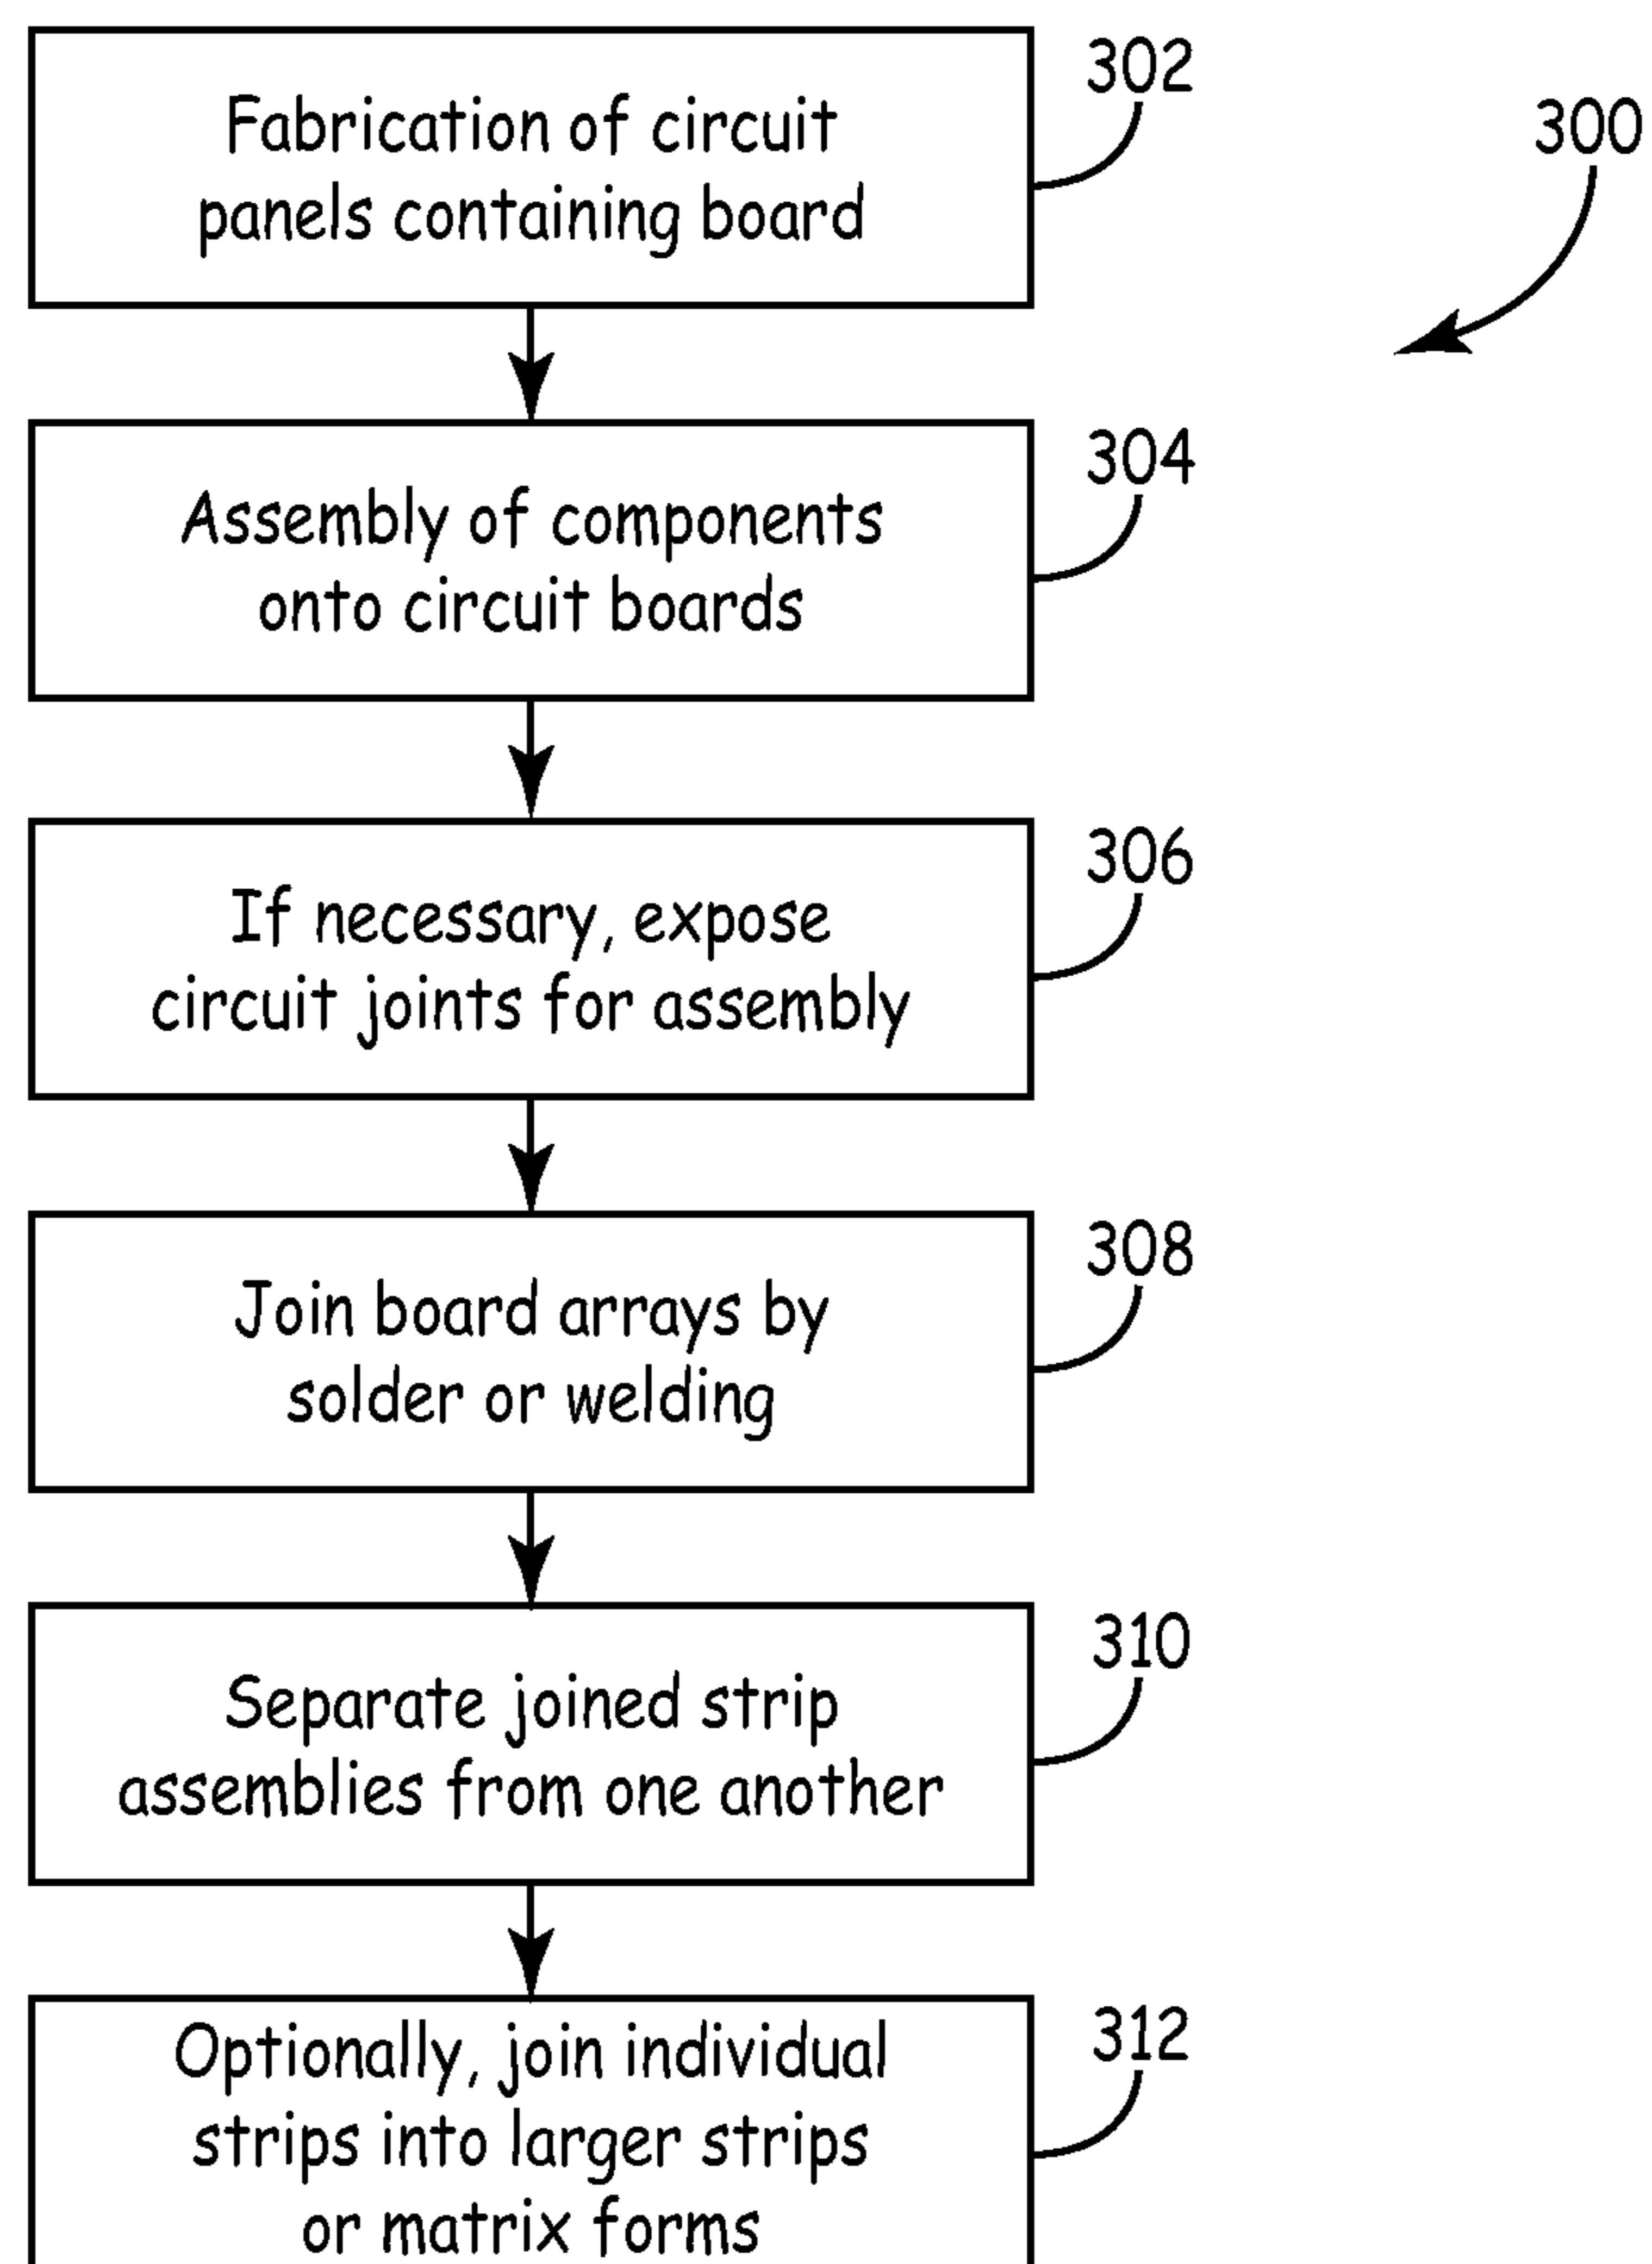 Fabrication of circuit
panels containing board
302
300
Assembly of components
onto circuit boards
304
If necessary, expose
circuit joints for assembly
306
Join board arrays by
solder or welding
308
Separate joined strip
assemblies from one another
310
Optionally, join individual
strips into larger strips
or matrix forms
312